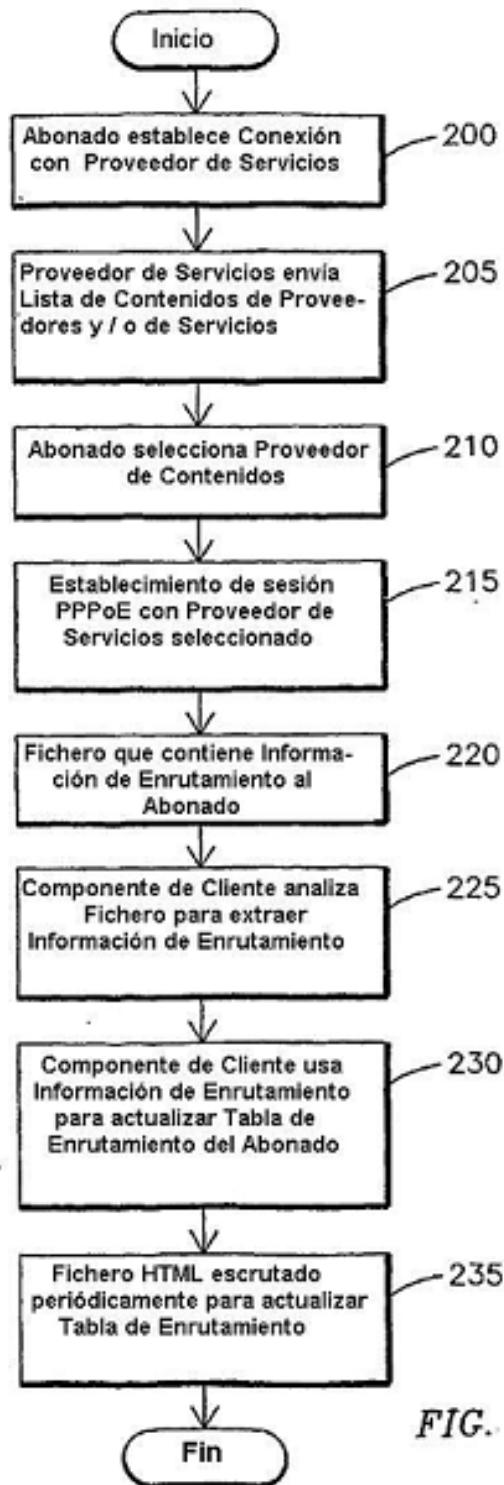 Inicio
Abonado establece Conexión
con Proveedor de Servicios
200
Proveedor de Servicios envía
Lista de Contenidos de Provee-
dores y / o de Servicios
205
Abonado selecciona Proveedor
de Contenidos
210
Establecimiento de sesión
PPPoE con Proveedor de
Servicios seleccionado
215
Fichero que contiene Informa-
ción de Enrutamiento al
Abonado
220
Componente de Cliente analiza
Fichero para extraer
Información de Enrutamiento
225
Componente de Cliente usa
Información de Enrutamiento
para actualizar Tabla de
Enrutamiento del Abonado
230
Fichero HTML escrutado
periódicamente para actualizar
Tabla de Enrutamiento
235
Fin
FIG.